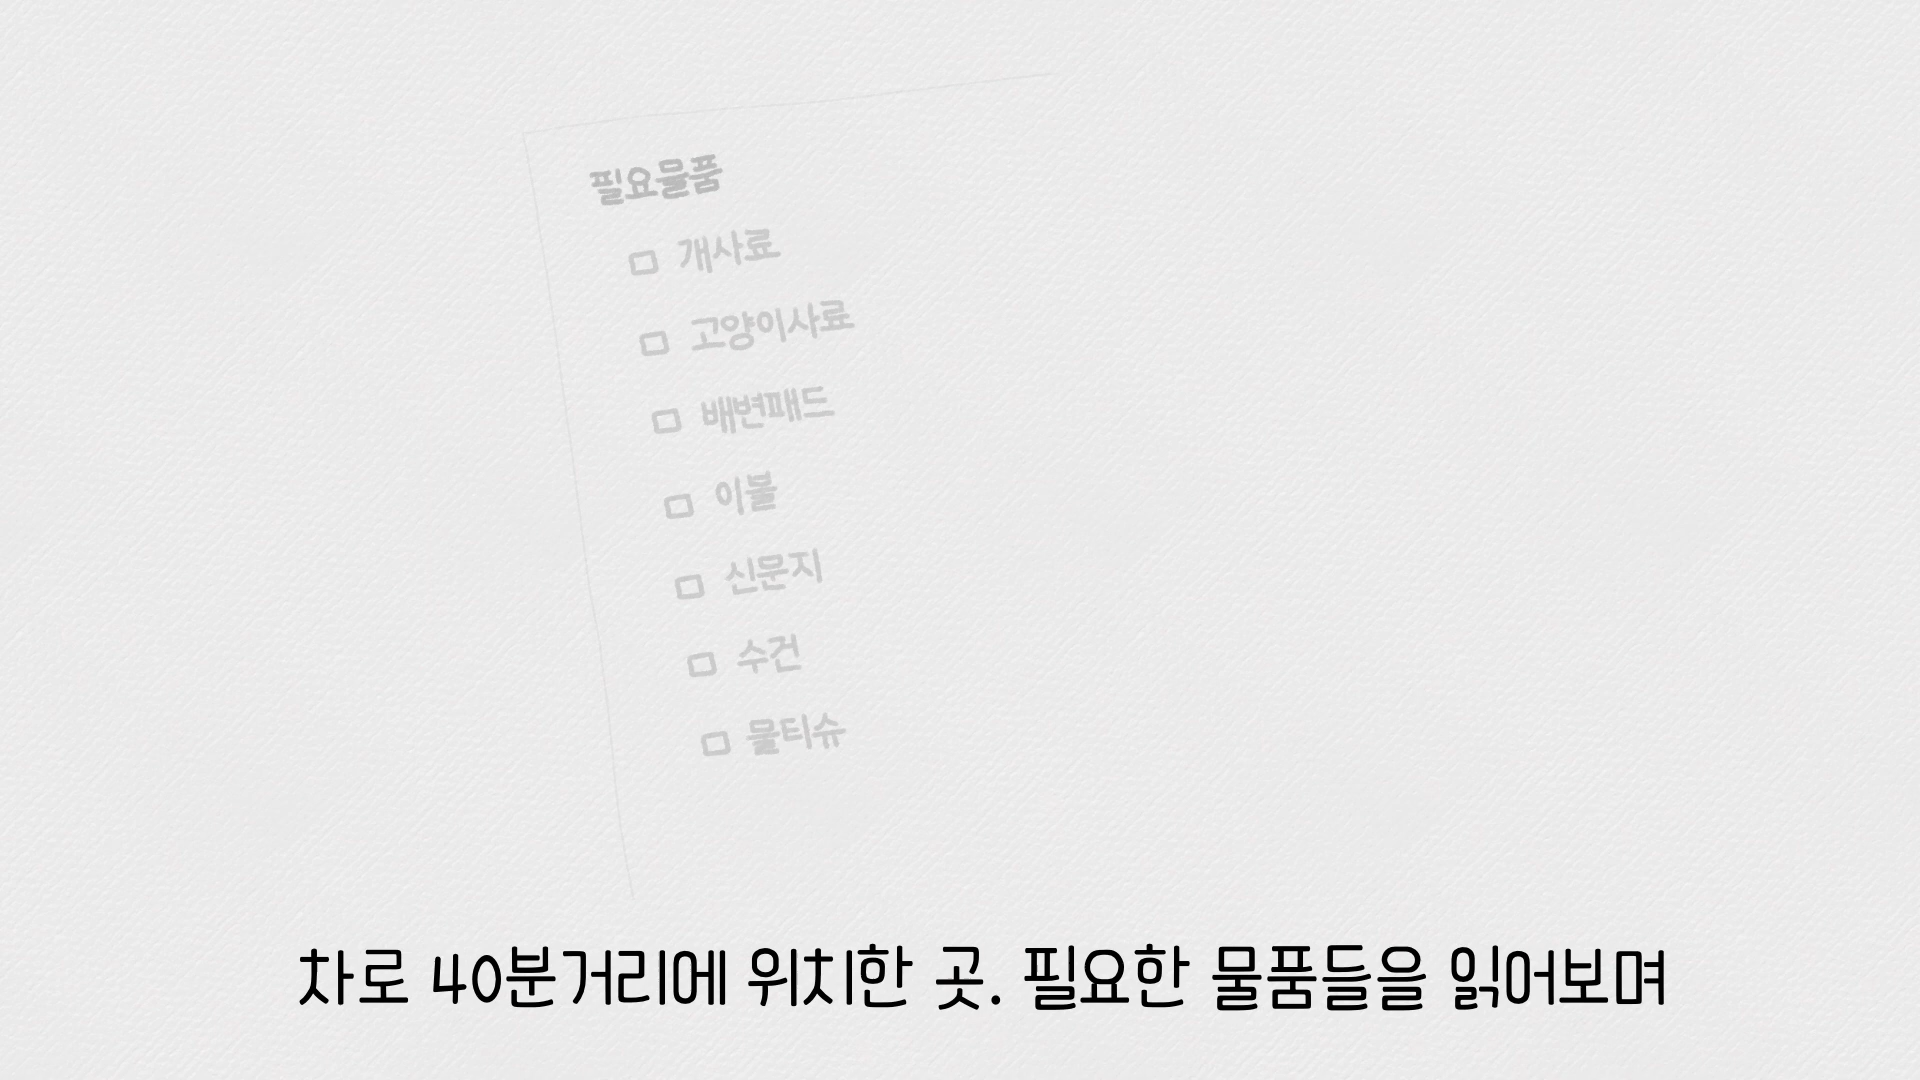 필요물품
□ 개사료
□ 고양이사료
□ 배변패드
□ 이불
□ 신문지
□ 수건
□ 물티슈
차로 40분거리에 위치한 곳. 필요한 물품들을 읽어보며